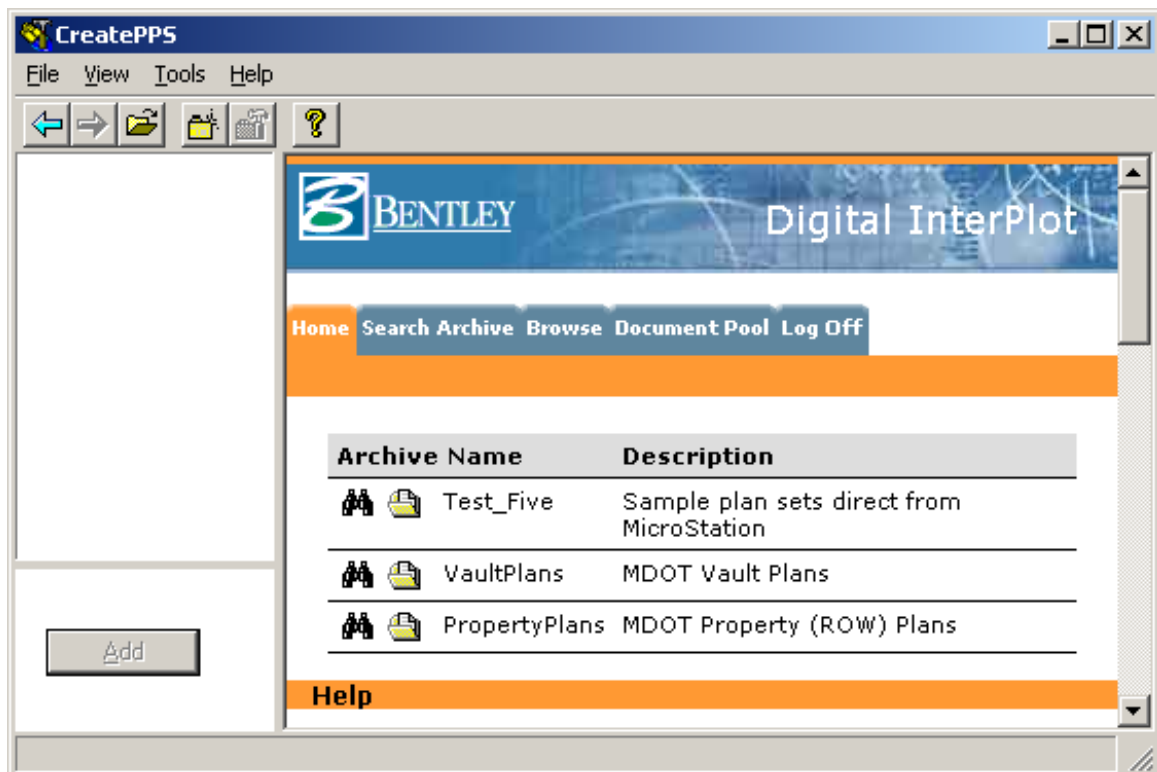 CreatePPS
File View Tools Help
BENTLEY
Digital InterPlot
Home Search Archive Browse Document Pool Log Off
Archive Name Description
Test_Five Sample plan sets direct from
MicroStation
VaultPlans MDOT Vault Plans
PropertyPlans MDOT Property (ROW) Plans
Add
Help